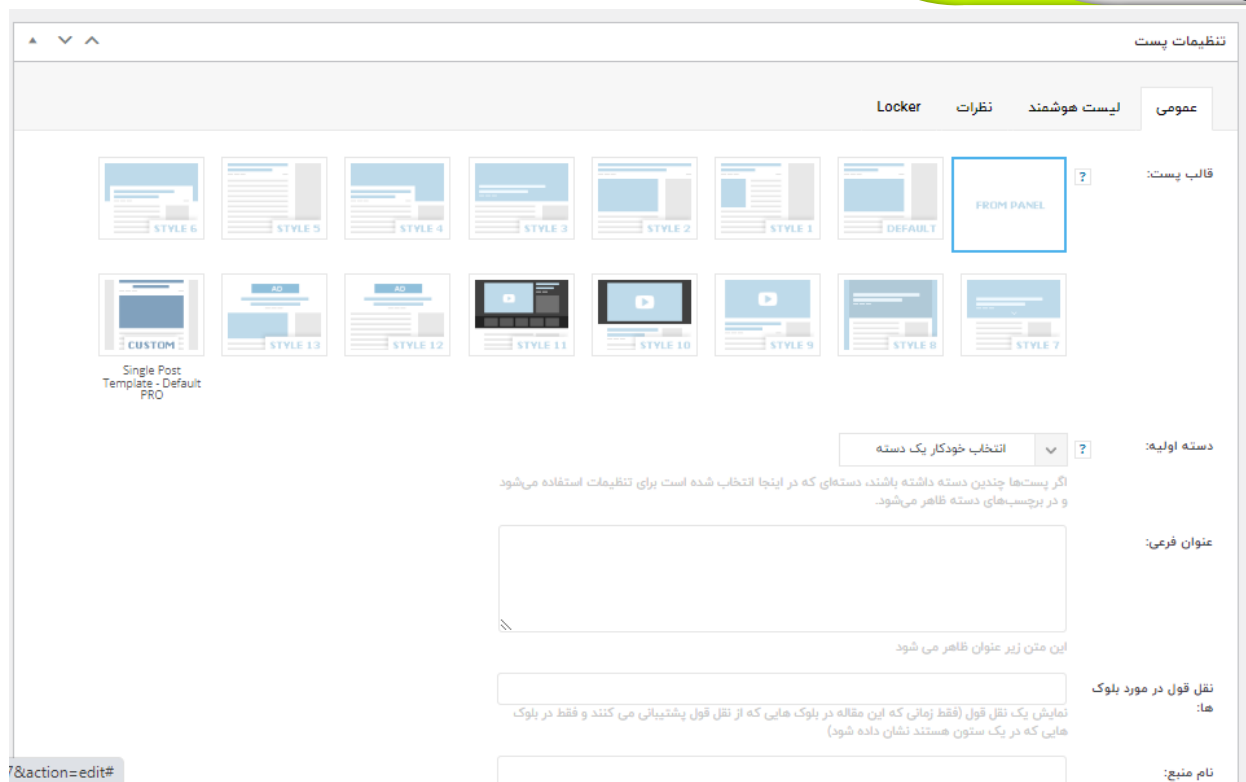 تنظیمات پست
عمومی
لیست هوشمند
نظرات
Locker
قالب پست:
?
FROM PANEL
DEFAULT
STYLE 1
STYLE 2
STYLE 3
STYLE 4
STYLE 5
STYLE 6
STYLE 7
STYLE 8
STYLE 9
STYLE 10
STYLE 11
AD
STYLE 12
AD
STYLE 13
CUSTOM
Single Post
Template - Default
PRO
دسته اولیه:
?
انتخاب خودکار یک دسته
اگر پست‌ها چندین دسته داشته باشند، دسته‌ای که در اینجا انتخاب شده است برای تنظیمات استفاده می‌شود
و در برچسب‌های دسته ظاهر می‌شود.
عنوان فرعی:
این متن زیر عنوان ظاهر می شود
نقل قول در مورد بلوک
ها:
نمایش یک نقل قول (فقط زمانی که این مقاله در بلوک هایی که از نقل قول پشتیبانی می کنند و فقط در بلوک
هایی که در یک ستون هستند نشان داده شود)
نام منبع:
7&action=edit#